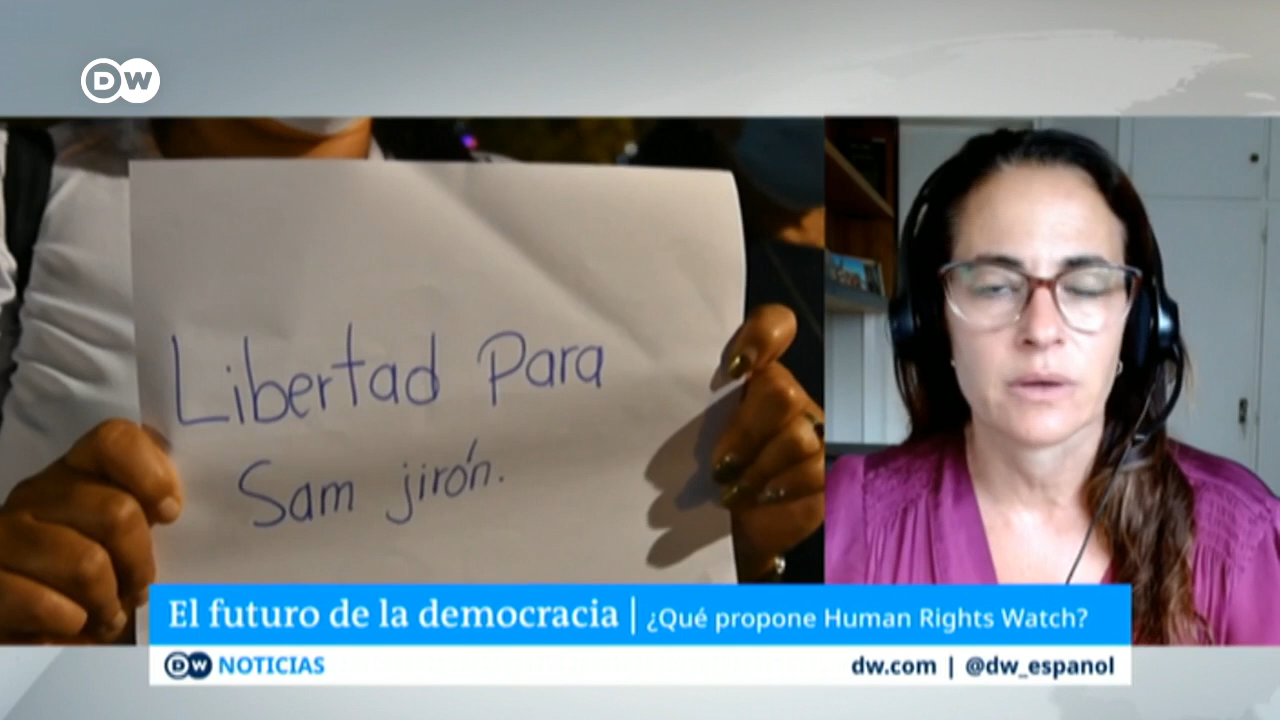 DW
Libertad Para
Sam jirón.
El futuro de la democracia | ¿Qué propone Human Rights Watch?
DW NOTICIAS
dw.com | @dw_espanol